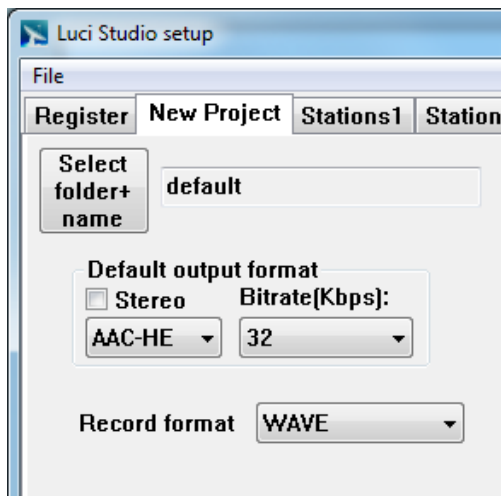 Luci Studio setup
File
Register New Project Stations1 Station
Select
folder+
name
default
Default output format
Stereo Bitrate(Kbps):
AAC-HE 32
Record format WAVE